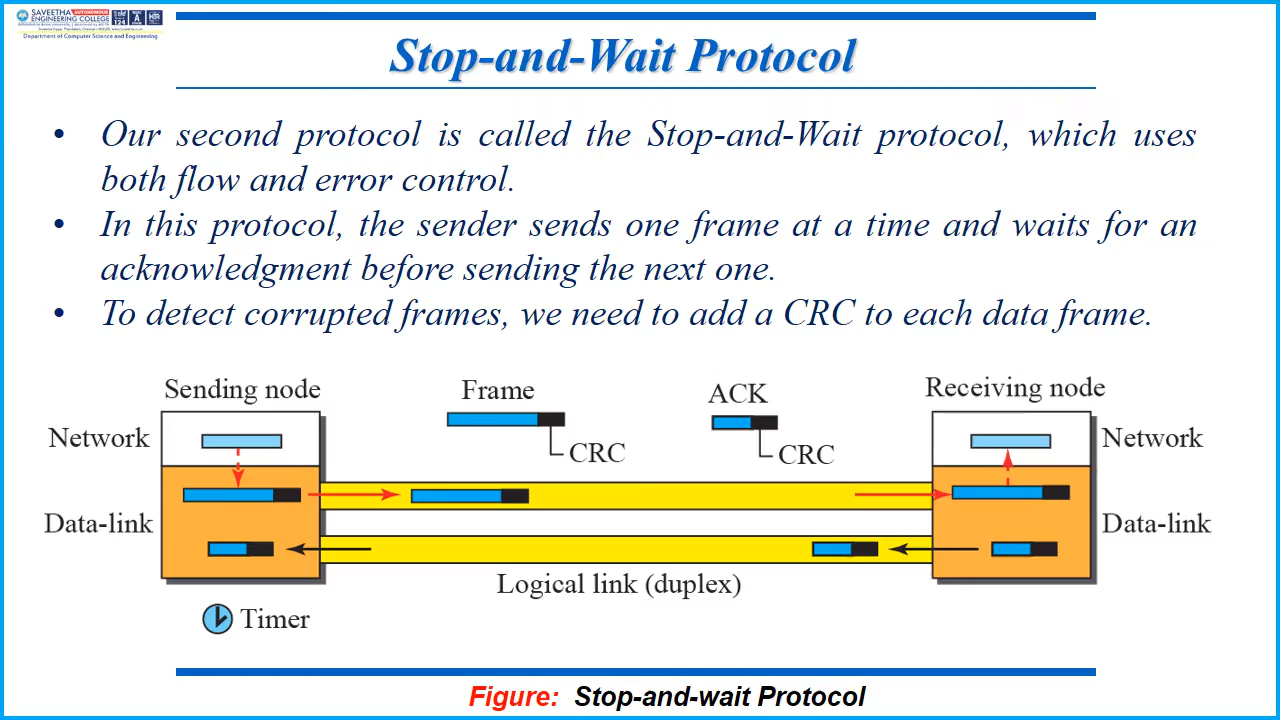 SAVEETHA AUTONOMOUS
ENGINEERING COLLEGE
Department of Computer Science and Engineering
Stop-and-Wait Protocol
• Our second protocol is called the Stop-and-Wait protocol, which uses
both flow and error control.
• In this protocol, the sender sends one frame at a time and waits for an
acknowledgment before sending the next one.
• To detect corrupted frames, we need to add a CRC to each data frame.
Sending node
Frame
ACK
Receiving node
Network
CRC
CRC
Network
Data-link
Data-link
Logical link (duplex)
Timer
Figure: Stop-and-wait Protocol